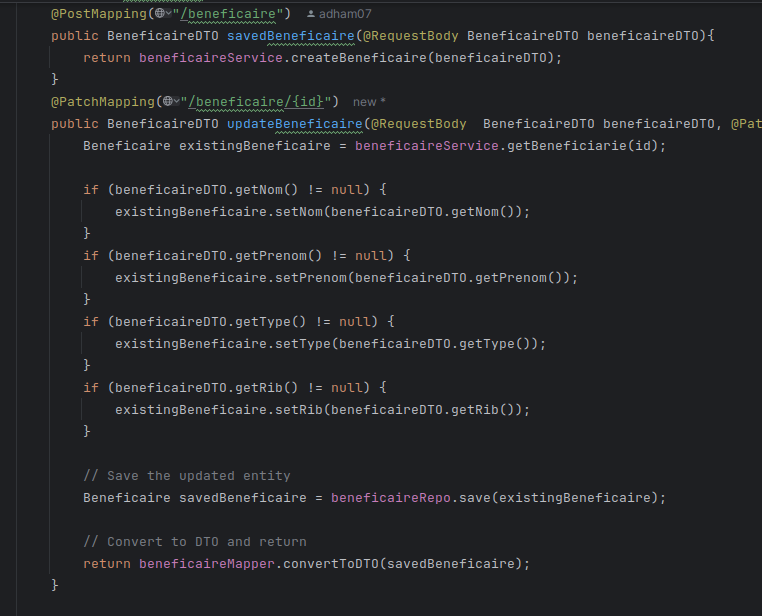 @PostMapping("/beneficaire") adham07
public BeneficaireDTO savedBeneficaire(@RequestBody BeneficaireDTO beneficaireDTO){
return beneficaireService.createBeneficaire(beneficaireDTO);
}
@PatchMapping("/beneficaire/{id}") new *
public BeneficaireDTO updateBeneficaire(@RequestBody  BeneficaireDTO beneficaireDTO, @Pat
Beneficaire existingBeneficaire = beneficaireService.getBeneficiarie(id);
if (beneficaireDTO.getNom() != null) {
existingBeneficaire.setNom(beneficaireDTO.getNom());
}
if (beneficaireDTO.getPrenom() != null) {
existingBeneficaire.setPrenom(beneficaireDTO.getPrenom());
}
if (beneficaireDTO.getType() != null) {
existingBeneficaire.setType(beneficaireDTO.getType());
}
if (beneficaireDTO.getRib() != null) {
existingBeneficaire.setRib(beneficaireDTO.getRib());
}
// Save the updated entity
Beneficaire savedBeneficaire = beneficaireRepo.save(existingBeneficaire);
// Convert to DTO and return
return beneficaireMapper.convertToDTO(savedBeneficaire);
}